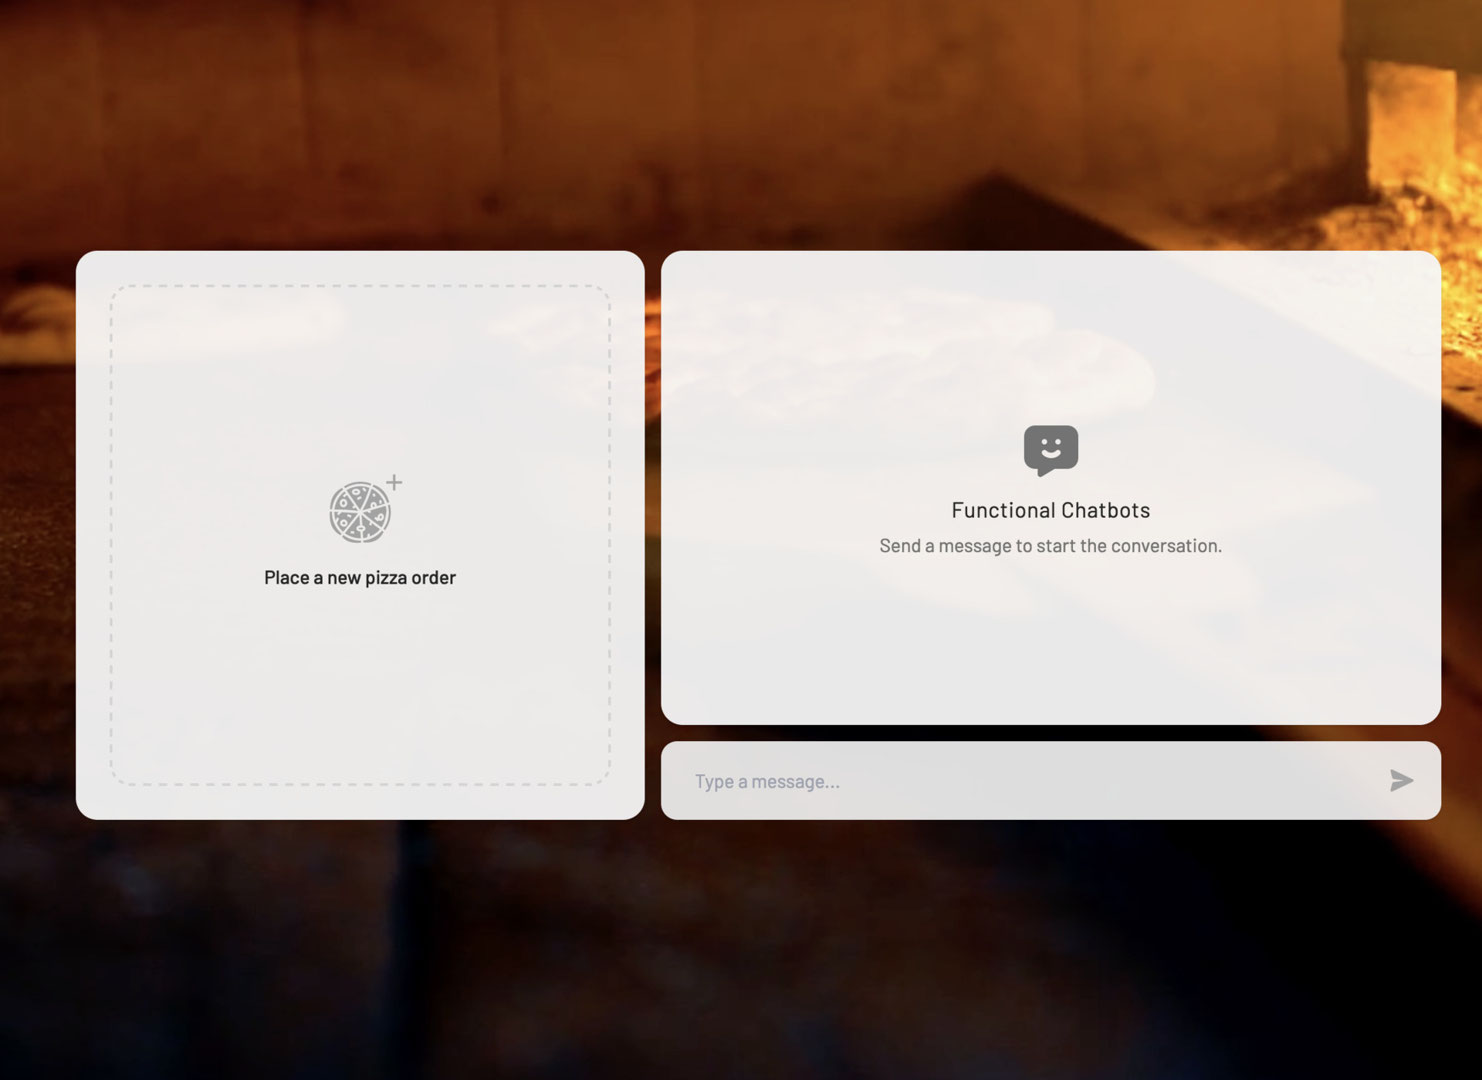 Place a new pizza order
Functional Chatbots
Send a message to start the conversation.
Type a message...